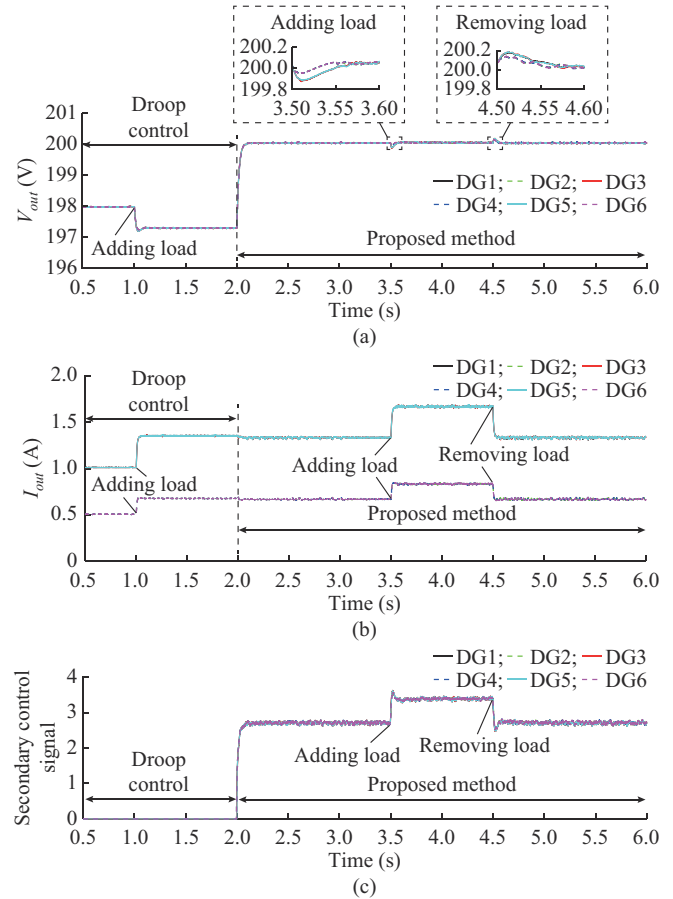 Adding load
Removing load
200.2
200.0
199.8
3.50 3.55 3.60
200.2
200.0
199.8
4.50 4.55 4.60
201
200
199
198
197
196
V_out (V)
Droop
control
Adding load
DG1; DG2; DG3
DG4; DG5; DG6
Proposed method
0.5 1.0 1.5 2.0 2.5 3.0 3.5 4.0 4.5 5.0 5.5 6.0
Time (s)
(a)
2.0
1.5
1.0
0.5
0
I_out (A)
Droop
control
Adding load
DG1; DG2; DG3
DG4; DG5; DG6
Adding load
Removing load
Proposed method
0.5 1.0 1.5 2.0 2.5 3.0 3.5 4.0 4.5 5.0 5.5 6.0
Time (s)
(b)
4
3
2
1
0
Secondary control
signal
DG1; DG2; DG3
DG4; DG5; DG6
Droop
control
Adding load
Removing load
Proposed method
0.5 1.0 1.5 2.0 2.5 3.0 3.5 4.0 4.5 5.0 5.5 6.0
Time (s)
(c)